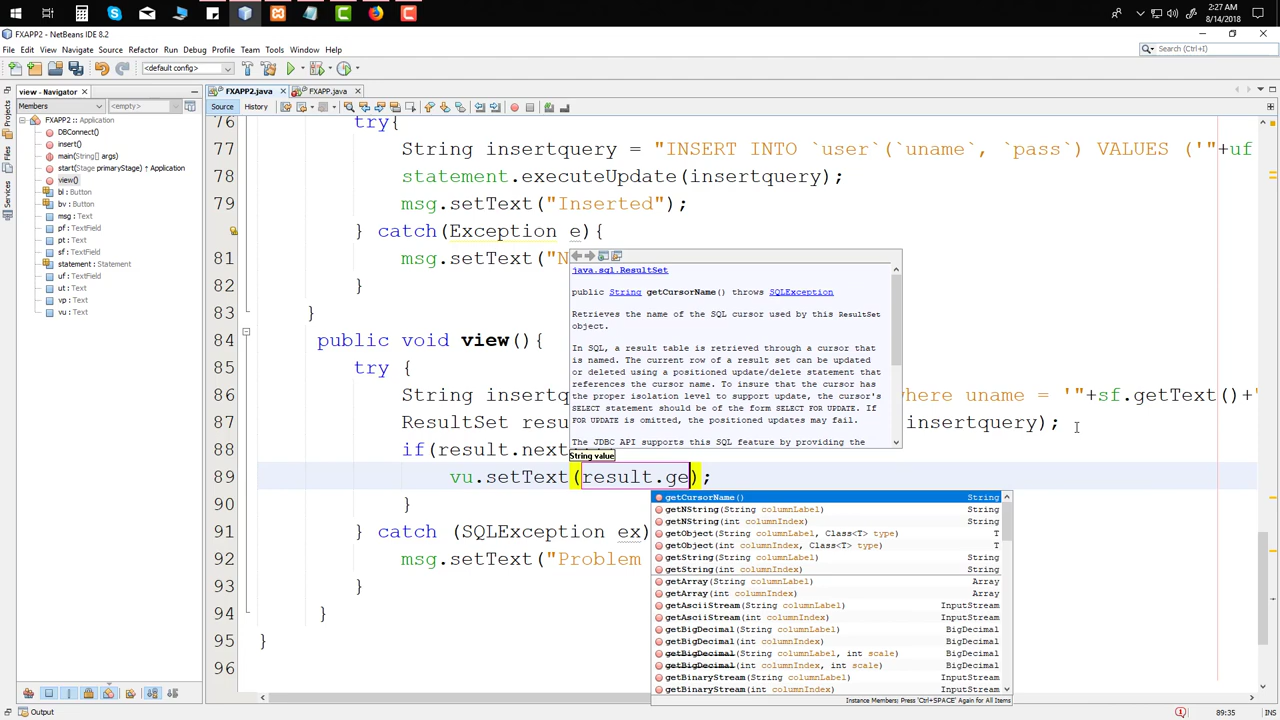 2:27 AM
8/14/2018
FXAPP2 - NetBeans IDE 8.2
File Edit View Navigate Source Refactor Run Debug Profile Team Tools Window Help
Search (Ctrl+I)
<default config>
view - Navigator
FXAPP2.java
FXAPP.java
Members
<empty>
Source
History
Projects
Files
Services
FXAPP2 :: Application
DBConnect()
insert()
main(String[] args)
start(Stage primaryStage) ↑ Application
view()
bl : Button
bv : Button
msg : Text
pf : TextField
pt : Text
sf : TextField
statement : Statement
uf : TextField
ut : Text
vp : Text
vu : Text
76 try{
77 String insertquery = "INSERT INTO `user`(`uname`, `pass`) VALUES ('"+uf
78 statement.executeUpdate(insertquery);
79 msg.setText("Inserted");
} catch(Exception e){
81 msg.setText("N
82 }
83 }
84 public void view(){
85 try {
86 String insertq here uname = '"+sf.getText()+"
87 ResultSet resu insertquery);
88 if(result.next
89 vu.setText(result.ge);
90 }
91 } catch (SQLException ex)
92 msg.setText("Problem
93 }
94 }
95 }
96
java.sql.ResultSet
public String getCursorName() throws SQLException
Retrieves the name of the SQL cursor used by this ResultSet
object.
In SQL, a result table is retrieved through a cursor that
is named. The current row of a result set can be updated
or deleted using a positioned update/delete statement that
references the cursor name. To insure that the cursor has
the proper isolation level to support update, the cursor's
SELECT statement should be of the form SELECT FOR UPDATE. If
FOR UPDATE is omitted, the positioned updates may fail.
The JDBC API supports this SQL feature by providing the
String value
getCursorName() String
getNString(String columnLabel) String
getNString(int columnIndex) String
getObject(String columnLabel, Class<T> type) T
getObject(int columnIndex, Class<T> type) T
getString(String columnLabel) String
getString(int columnIndex) String
getArray(String columnLabel) Array
getArray(int columnIndex) Array
getAsciiStream(String columnLabel) InputStream
getAsciiStream(int columnIndex) InputStream
getBigDecimal(String columnLabel) BigDecimal
getBigDecimal(int columnIndex) BigDecimal
getBigDecimal(String columnLabel, int scale) BigDecimal
getBigDecimal(int columnIndex, int scale) BigDecimal
getBinaryStream(String columnLabel) InputStream
getBinaryStream(int columnIndex) InputStream
Instance Members; Press 'Ctrl+SPACE' Again for All Items
Output
89:35
INS